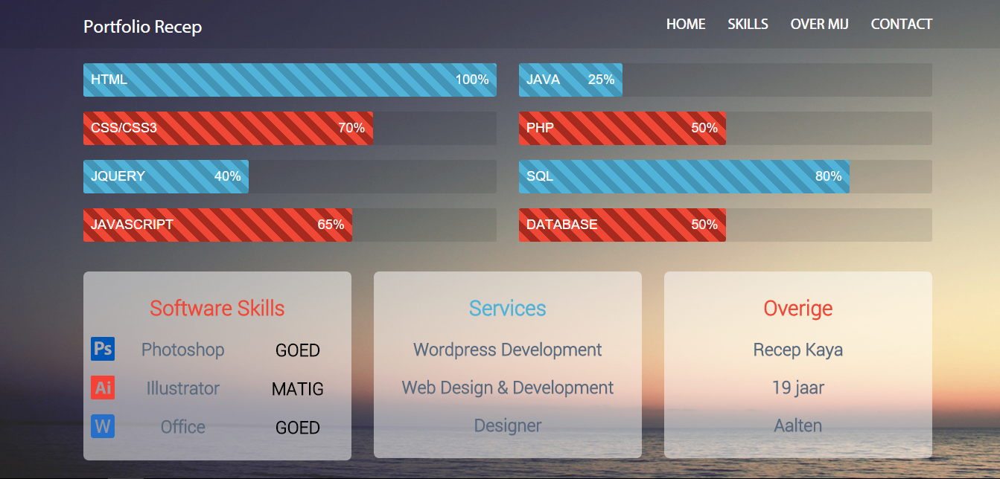 Portfolio Recep
HOME SKILLS OVER MIJ CONTACT
HTML 100%
JAVA 25%
CSS/CSS3 70%
PHP 50%
JQUERY 40%
SQL 80%
JAVASCRIPT 65%
DATABASE 50%
Software Skills
Ps Photoshop GOED
Ai Illustrator MATIG
W Office GOED
Services
Wordpress Development
Web Design & Development
Designer
Overige
Recep Kaya
19 jaar
Aalten